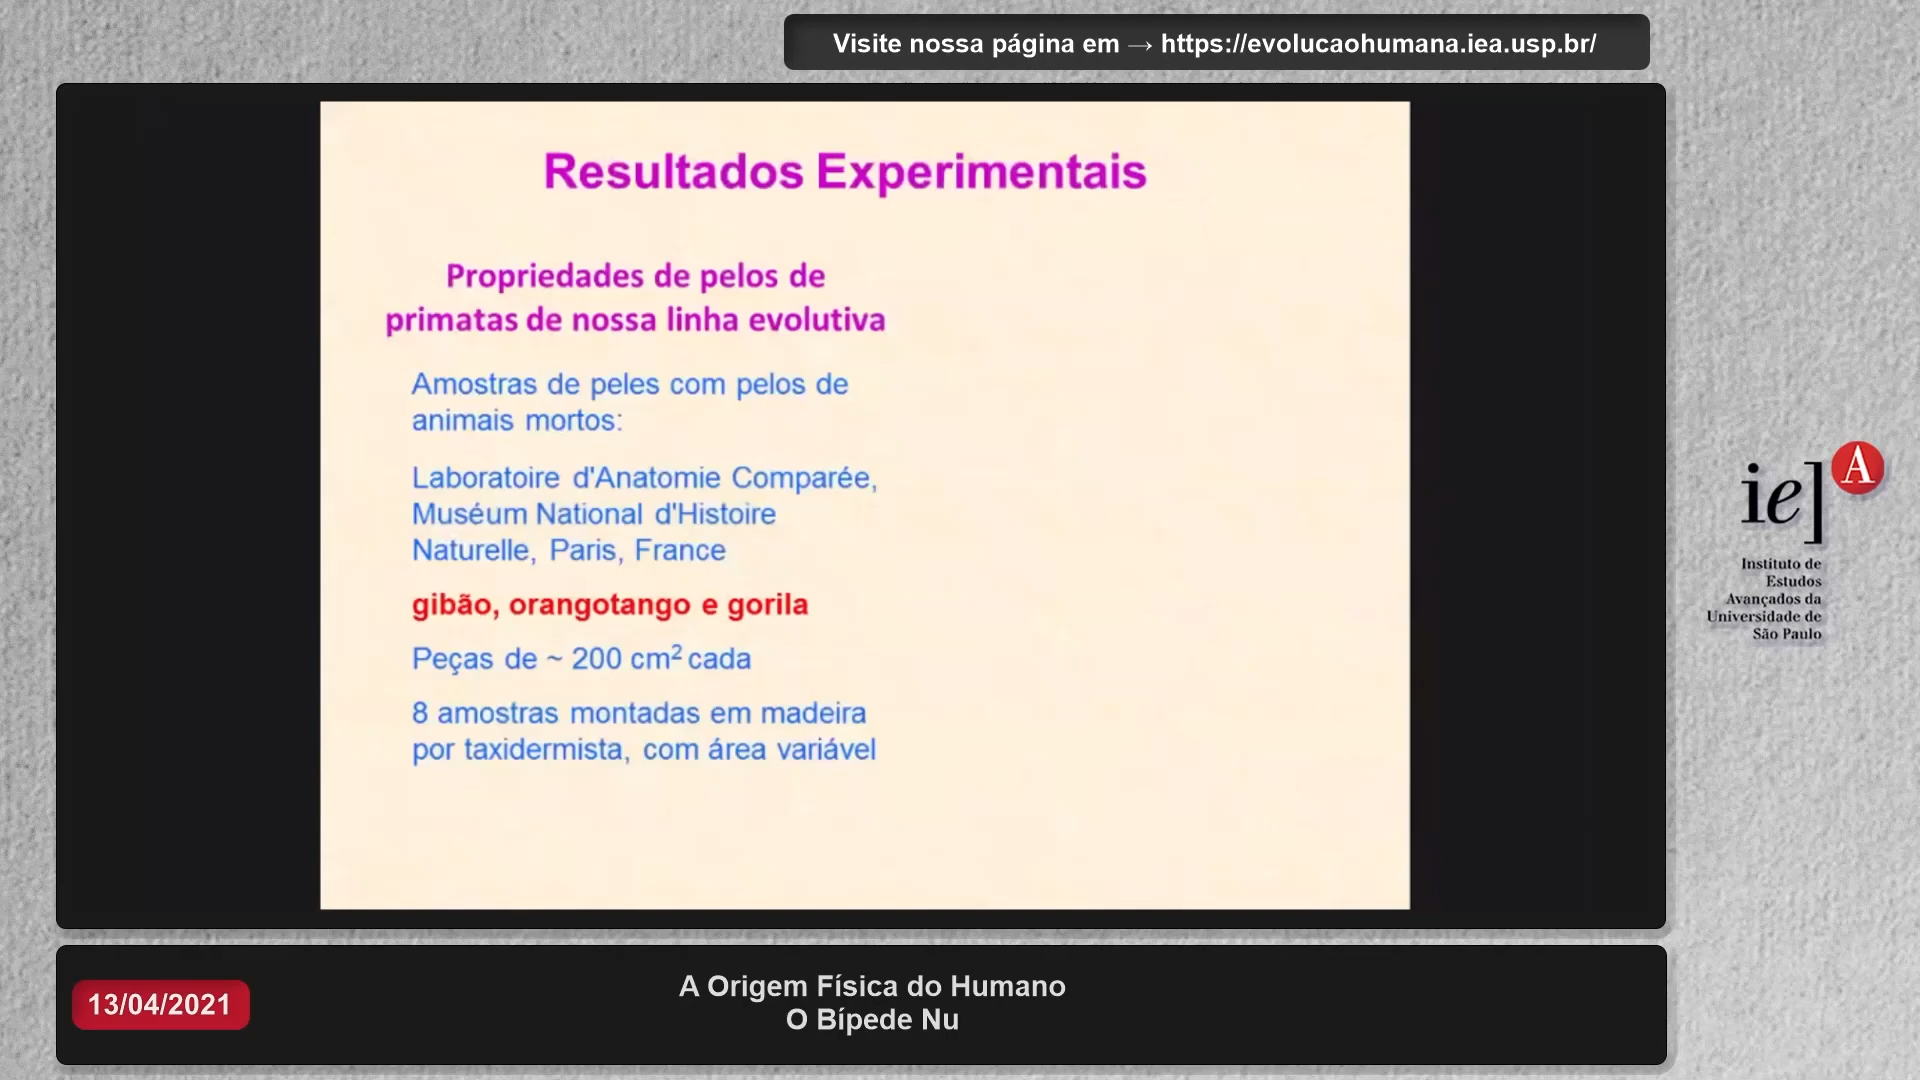 Visite nossa página em → https://evolucaohumana.iea.usp.br/
Resultados Experimentais
Propriedades de pelos de
primatas de nossa linha evolutiva
Amostras de peles com pelos de
animais mortos:
Laboratoire d'Anatomie Comparée,
Muséum National d'Histoire
Naturelle, Paris, France
gibão, orangotango e gorila
Peças de ~ 200 cm² cada
8 amostras montadas em madeira
por taxidermista, com área variável
ie] A
Instituto de
Estudos
Avançados da
Universidade de
São Paulo
13/04/2021
A Origem Física do Humano
O Bípede Nu